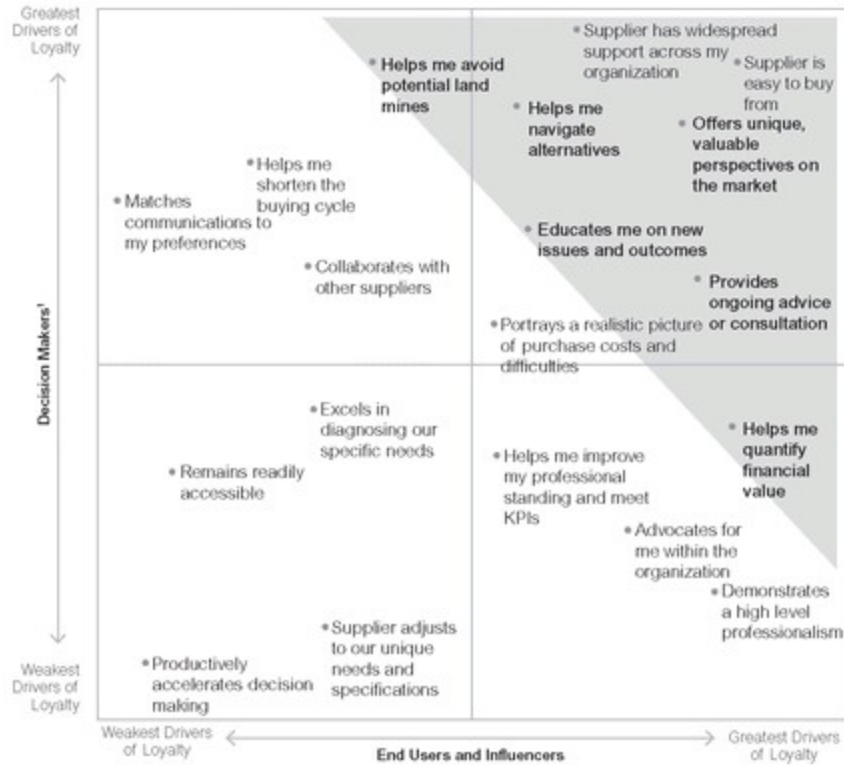 Greatest
Drivers of
Loyalty
Decision Makers¹
Weakest
Drivers of
Loyalty
Supplier has widespread
support across my
organization
Supplier is
easy to buy
from
Helps me avoid
potential land
mines
Helps me
navigate
alternatives
Offers unique,
valuable
perspectives on
the market
Helps me
shorten the
buying cycle
Matches
communications to
my preferences
Educates me on new
issues and outcomes
Collaborates with
other suppliers
Provides
ongoing advice
or consultation
Portrays a realistic picture
of purchase costs and
difficulties
Excels in
diagnosing our
specific needs
Remains readily
accessible
Helps me improve
my professional
standing and meet
KPIs
Helps me
quantify
financial
value
Advocates for
me within the
organization
Demonstrates
a high level
professionalism
Supplier adjusts
to our unique
needs and
specifications
Productively
accelerates decision
making
Weakest Drivers
of Loyalty
End Users and Influencers
Greatest Drivers
of Loyalty